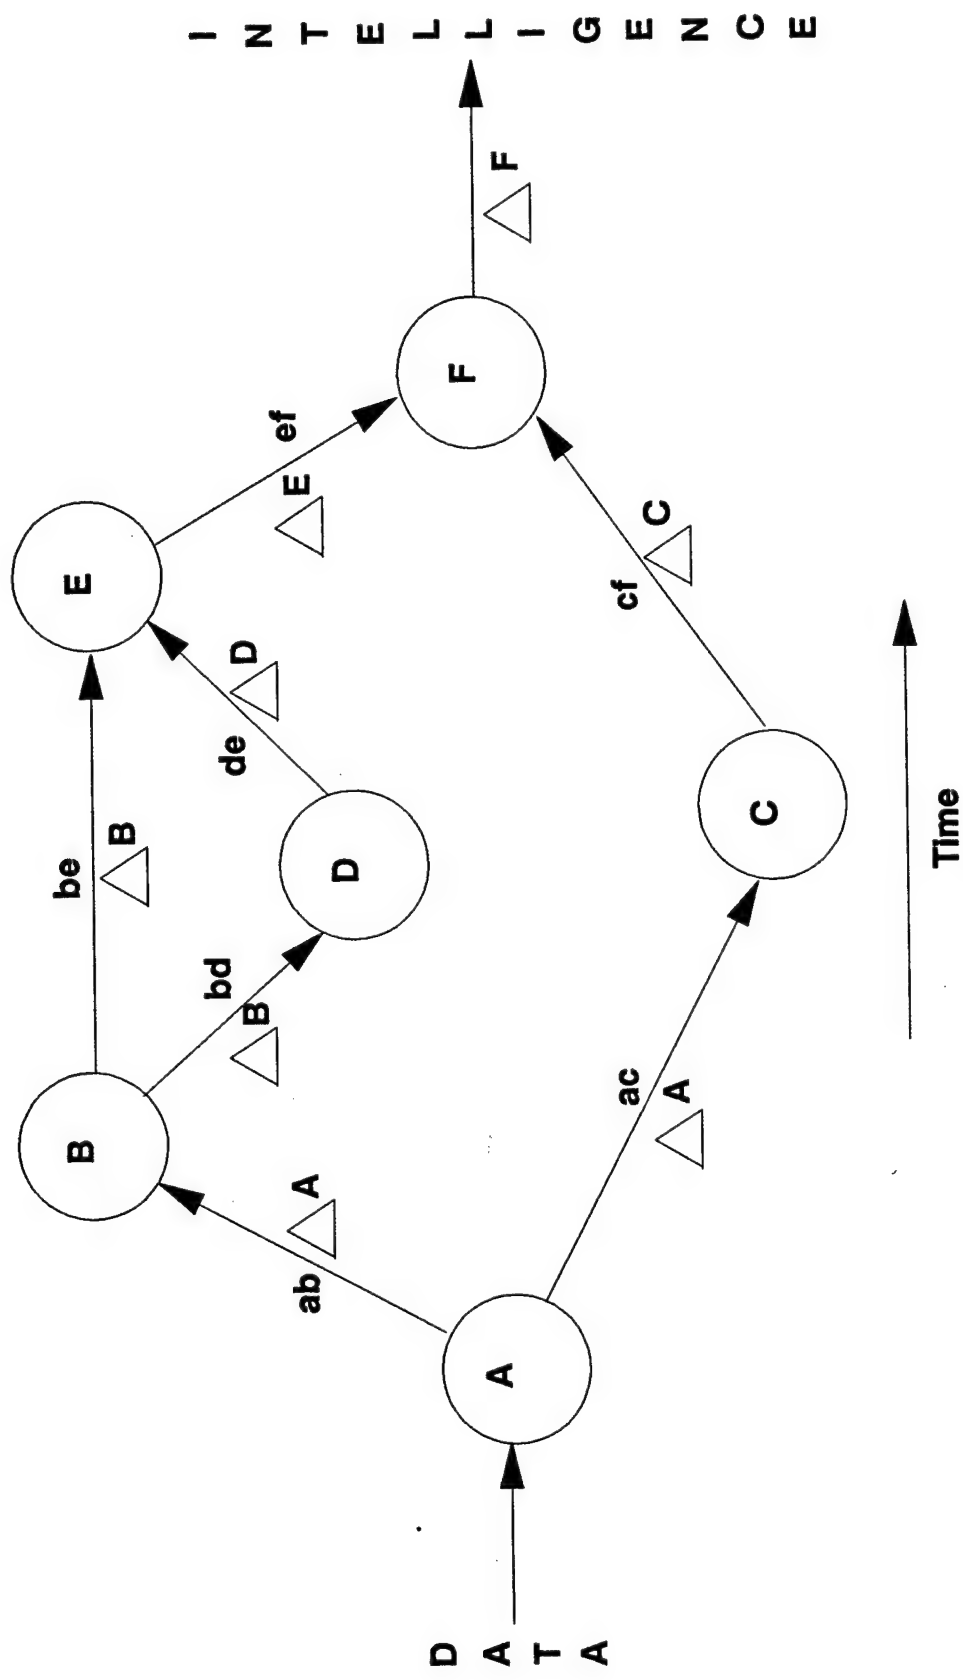 DATA
A
ab
△ A
ac
△ A
B
be
△ B
bd
△ B
D
de
△ D
E
ef
△ E
C
cf
△ C
F
△ F
INTELLIGENCE
Time